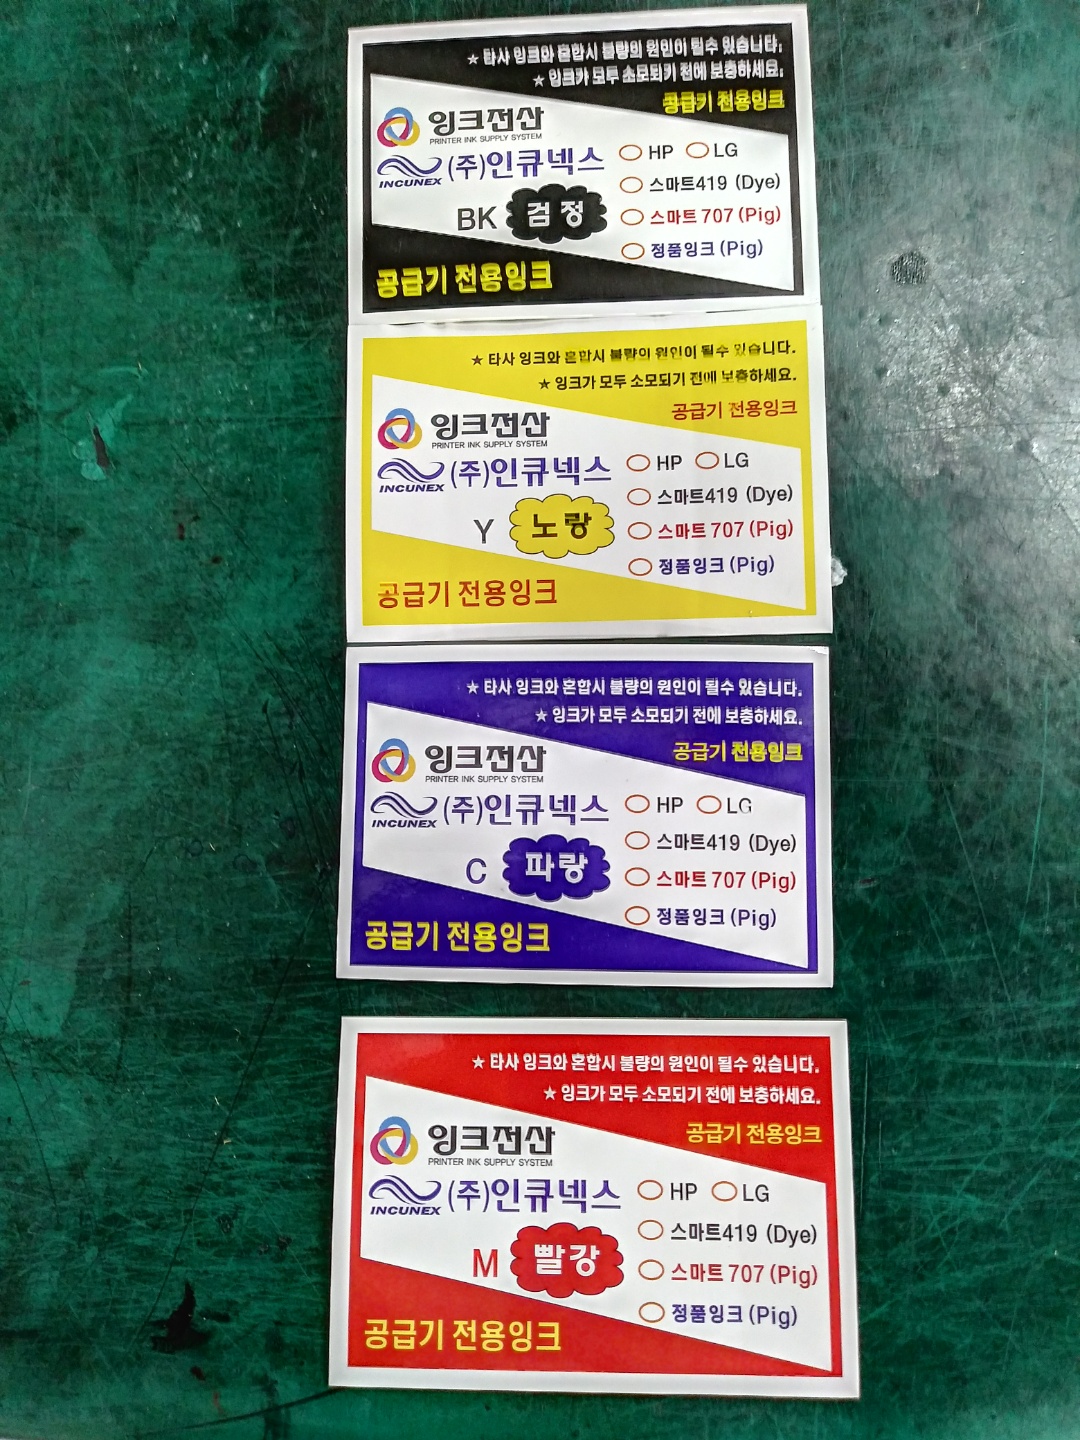 ★ 타사 잉크와 혼합시 불량의 원인이 될수 있습니다.
★ 잉크가 모두 소모되기 전에 보충하세요.
공급기 전용잉크
잉크전산
PRINTER INK SUPPLY SYSTEM
INCUNEX (주)인큐넥스
HP LG
스마트419 (Dye)
BK 검정
스마트707 (Pig)
정품잉크(Pig)
공급기 전용잉크
★ 타사 잉크와 혼합시 불량의 원인이 될수 있습니다.
★ 잉크가 모두 소모되기 전에 보충하세요.
공급기 전용잉크
잉크전산
PRINTER INK SUPPLY SYSTEM
INCUNEX (주)인큐넥스
HP LG
스마트419 (Dye)
Y 노랑
스마트707 (Pig)
정품잉크(Pig)
공급기 전용잉크
★ 타사 잉크와 혼합시 불량의 원인이 될수 있습니다.
★ 잉크가 모두 소모되기 전에 보충하세요.
공급기 전용잉크
잉크전산
PRINTER INK SUPPLY SYSTEM
INCUNEX (주)인큐넥스
HP LG
스마트419 (Dye)
C 파랑
스마트707 (Pig)
정품잉크(Pig)
공급기 전용잉크
★ 타사 잉크와 혼합시 불량의 원인이 될수 있습니다.
★ 잉크가 모두 소모되기 전에 보충하세요.
공급기 전용잉크
잉크전산
PRINTER INK SUPPLY SYSTEM
INCUNEX (주)인큐넥스
HP LG
스마트419 (Dye)
M 빨강
스마트707 (Pig)
정품잉크(Pig)
공급기 전용잉크